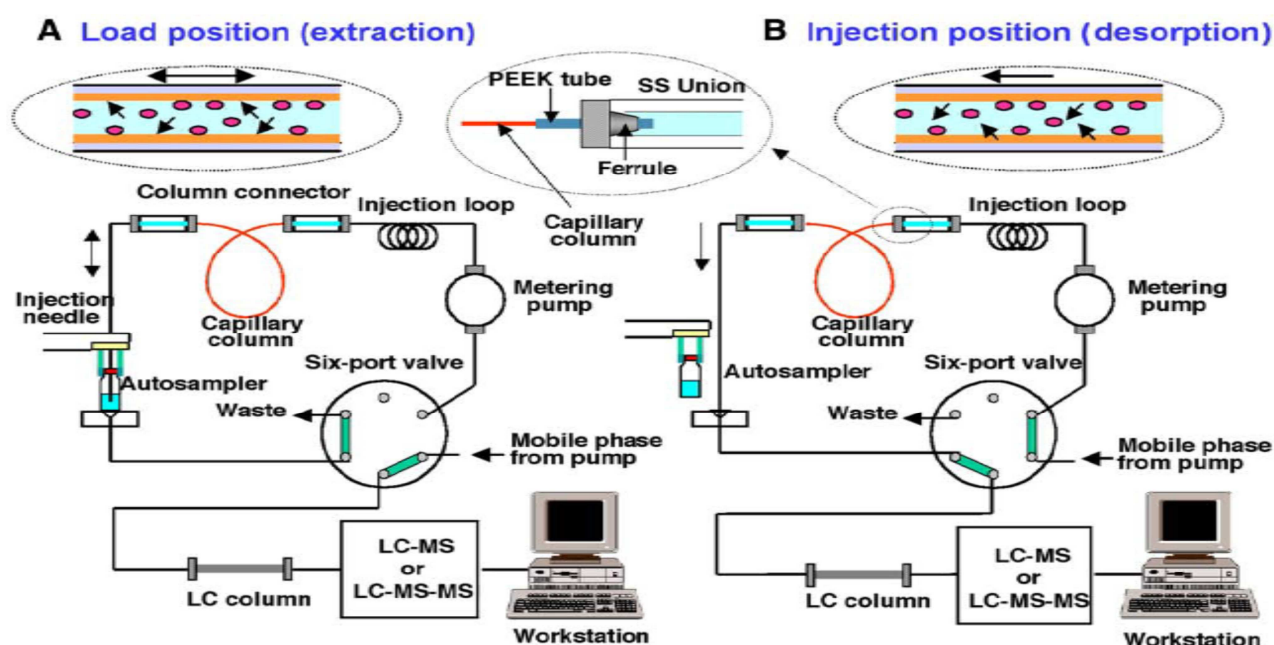 A Load position (extraction)
B Injection position (desorption)
PEEK tube
SS Union
Ferrule
Capillary
column
Column connector
Injection loop
Injection
needle
Capillary
column
Metering
pump
Six-port valve
Autosampler
Waste
Mobile phase
from pump
LC-MS
or
LC-MS-MS
LC column
Workstation
Injection loop
Metering
pump
Capillary
column
Six-port valve
Autosampler
Waste
Mobile phase
from pump
LC-MS
or
LC-MS-MS
LC column
Workstation